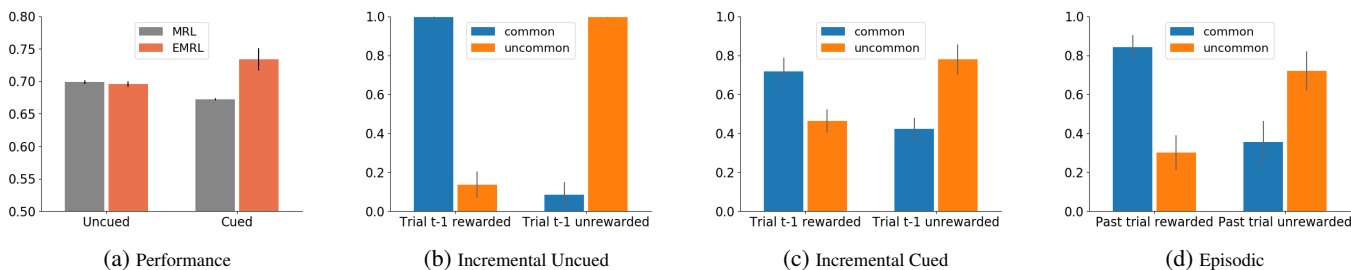 0.80
0.75
0.70
0.65
0.60
0.55
0.50
MRL
EMRL
Uncued Cued
(a) Performance
1.0
0.8
0.6
0.4
0.2
0.0
common
uncommon
Trial t-1 rewarded Trial t-1 unrewarded
(b) Incremental Uncued
1.0
0.8
0.6
0.4
0.2
0.0
common
uncommon
Trial t-1 rewarded Trial t-1 unrewarded
(c) Incremental Cued
1.0
0.8
0.6
0.4
0.2
0.0
common
uncommon
Past trial rewarded Past trial unrewarded
(d) Episodic